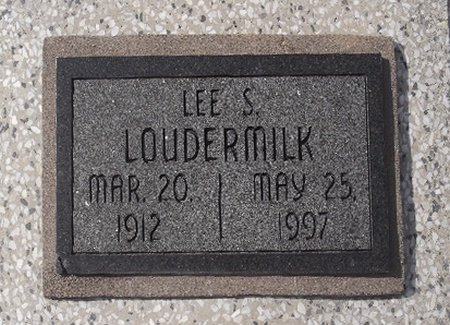 LEE S.
LOUDERMILK
MAR. 20. | MAY 25,
1912 | 1997